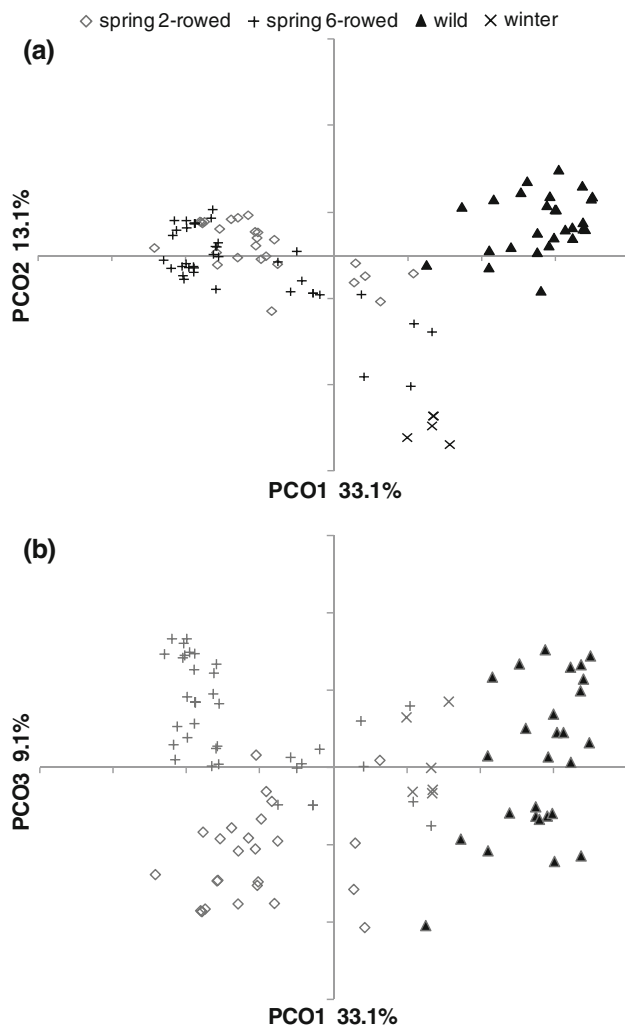 spring 2-rowed spring 6-rowed wild winter
(a)
PCO2 13.1%
PCO1 33.1%
(b)
PCO3 9.1%
PCO1 33.1%